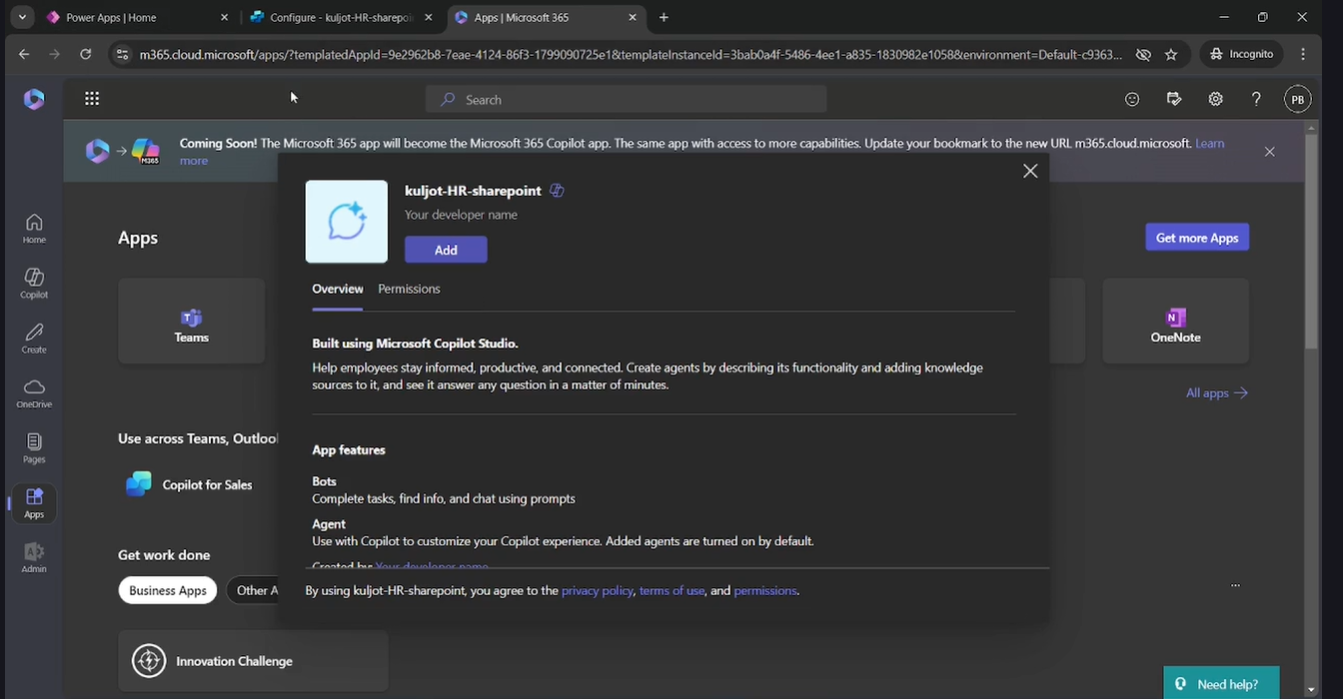 Power Apps | Home
Configure - kuljot-HR-sharepoi
Apps | Microsoft 365
m365.cloud.microsoft/apps/?templatedAppId=9e2962b8-7eae-4124-86f3-1799090725e1&templateInstanceId=3bab0a4f-5486-4ee1-a835-1830982e1058&environment=Default-c9363...
Incognito
Search
PB
M365
Coming Soon! The Microsoft 365 app will become the Microsoft 365 Copilot app. The same app with access to more capabilities. Update your bookmark to the new URL m365.cloud.microsoft. Learn
more
Home
Copilot
Create
OneDrive
Pages
Apps
Admin
Apps
Get more Apps
Teams
OneNote
All apps →
Use across Teams, Outlool
Copilot for Sales
Get work done
Business Apps
Other A
Innovation Challenge
kuljot-HR-sharepoint
Your developer name
Add
Overview
Permissions
Built using Microsoft Copilot Studio.
Help employees stay informed, productive, and connected. Create agents by describing its functionality and adding knowledge
sources to it, and see it answer any question in a matter of minutes.
App features
Bots
Complete tasks, find info, and chat using prompts
Agent
Use with Copilot to customize your Copilot experience. Added agents are turned on by default.
Created by: Your developer name
By using kuljot-HR-sharepoint, you agree to the privacy policy, terms of use, and permissions.
...
Need help?